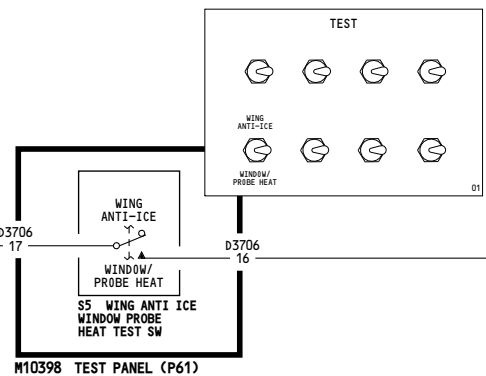 TEST
WING
ANTI-ICE
WINDOW/
PROBE HEAT
01
WING
ANTI-ICE
D3706
17
D3706
16
WINDOW/
PROBE HEAT
S5 WING ANTI ICE
WINDOW PROBE
HEAT TEST SW
M10398 TEST PANEL (P61)